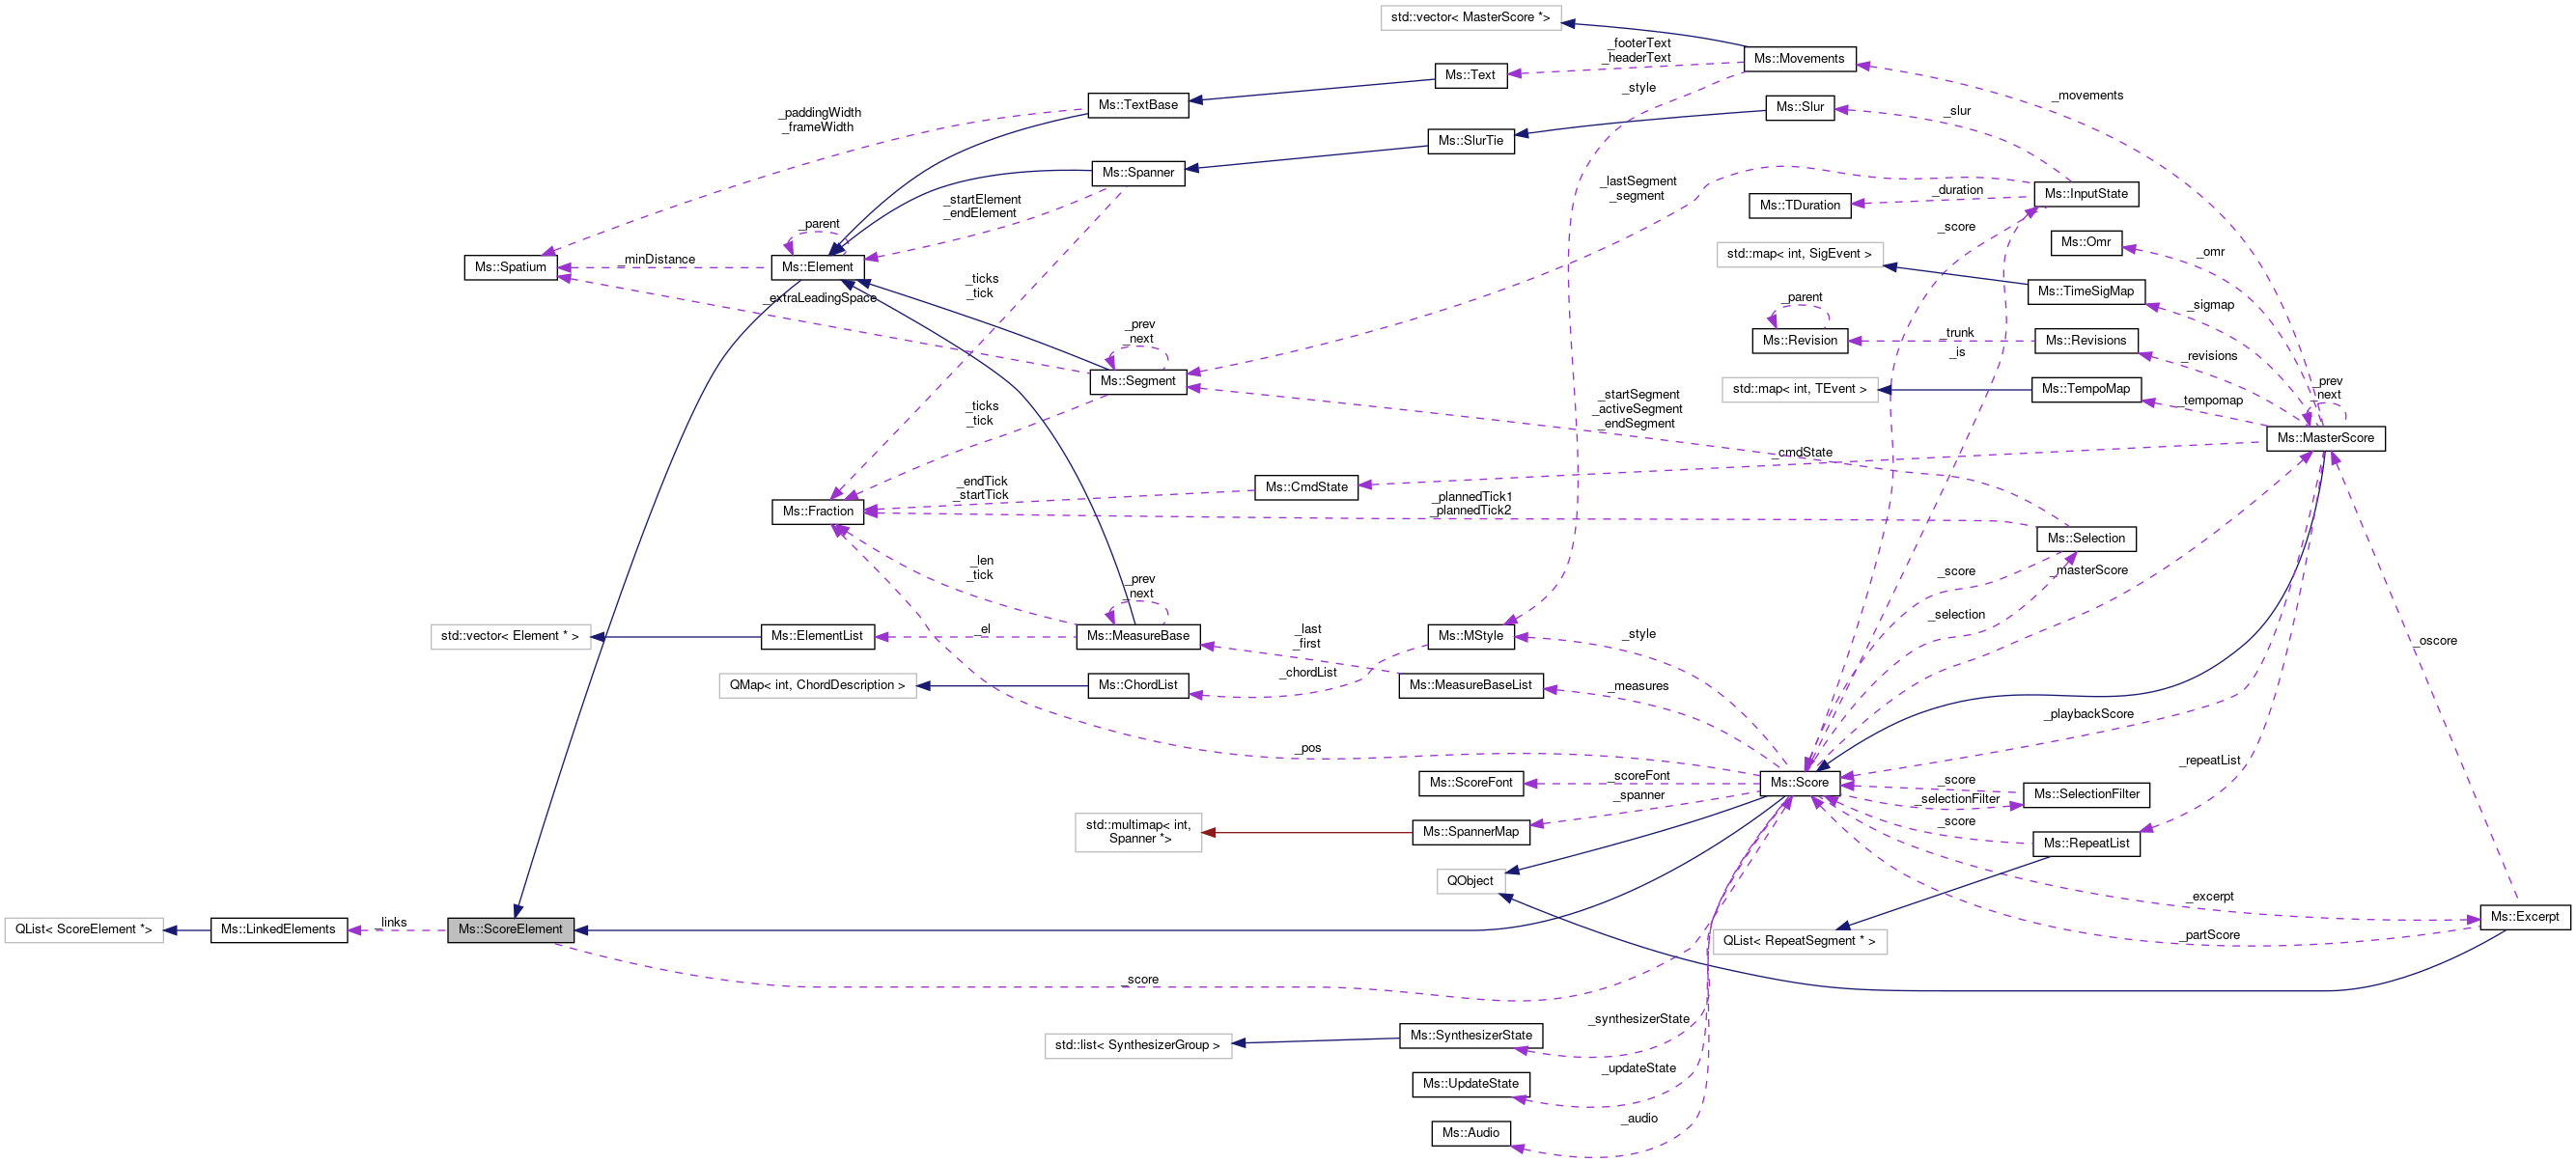 std::vector< MasterScore *>
_footerText
_headerText
Ms::Movements
Ms::Text
_style
_movements
Ms::TextBase
_paddingWidth
_frameWidth
Ms::Slur
_slur
Ms::SlurTie
Ms::Spanner
_lastSegment
_segment
_duration
Ms::InputState
Ms::TDuration
_startElement
_endElement
_parent
_score
Ms::Omr
_omr
std::map< int, SigEvent >
Ms::Spatium
_minDistance
Ms::Element
_ticks
_tick
_extraLeadingSpace
Ms::TimeSigMap
_sigmap
_parent
_prev
_next
_trunk
Ms::Revision
Ms::Revisions
_is
_revisions
Ms::Segment
std::map< int, TEvent >
Ms::TempoMap
_tempomap
_prev
_next
_ticks
_tick
_startSegment
_activeSegment
_endSegment
Ms::MasterScore
_cmdState
_endTick
_startTick
Ms::CmdState
_plannedTick1
_plannedTick2
Ms::Fraction
Ms::Selection
_len
_tick
_prev
_next
_score
_masterScore
_selection
std::vector< Element * >
Ms::ElementList
_el
Ms::MeasureBase
_last
_first
Ms::MStyle
_style
_oscore
_chordList
QMap< int, ChordDescription >
Ms::ChordList
Ms::MeasureBaseList
_measures
_playbackScore
_pos
_repeatList
Ms::ScoreFont
_scoreFont
Ms::Score
_score
_selectionFilter
Ms::SelectionFilter
_spanner
std::multimap< int,
Spanner *>
Ms::SpannerMap
_score
Ms::RepeatList
QObject
_excerpt
Ms::Excerpt
QList< ScoreElement *>
Ms::LinkedElements
_links
Ms::ScoreElement
QList< RepeatSegment * >
_partScore
_score
_synthesizerState
std::list< SynthesizerGroup >
Ms::SynthesizerState
_updateState
Ms::UpdateState
_audio
Ms::Audio